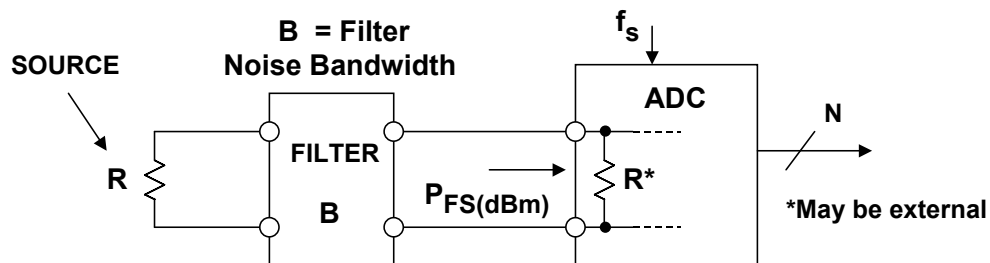 B = Filter
Noise Bandwidth
SOURCE
R
FILTER
B
P_FS(dBm)
f_s
ADC
R*
N
*May be external